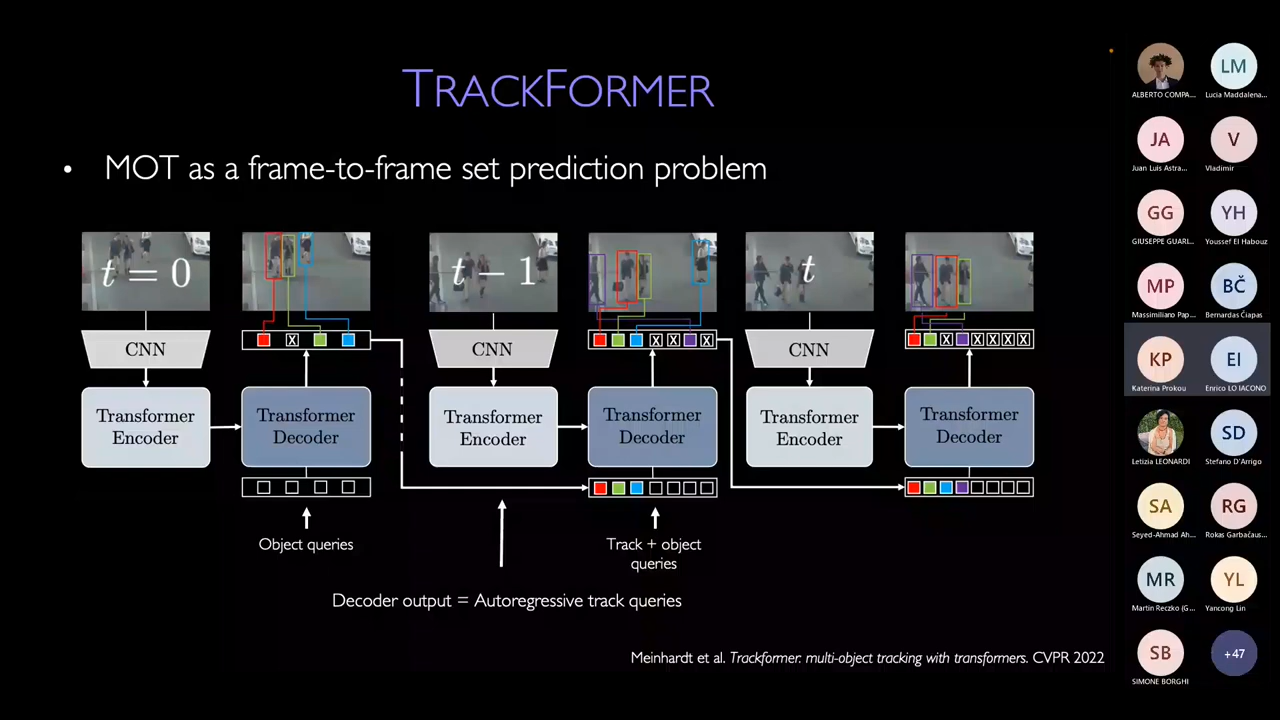 TRACKFORMER
• MOT as a frame-to-frame set prediction problem
t = 0
t − 1
t
CNN
CNN
CNN
X
X X X
X X X X X
Transformer
Encoder
Transformer
Decoder
Transformer
Encoder
Transformer
Decoder
Transformer
Encoder
Transformer
Decoder
Object queries
Track + object
queries
Decoder output = Autoregressive track queries
Meinhardt et al. Trackformer: multi-object tracking with transformers. CVPR 2022
ALBERTO COMPA...
LM
Lucia Maddalena...
JA
Juan Luis Astra...
V
Vladimir
GG
GIUSEPPE GUARI...
YH
Youssef El Habouz
MP
Massimiliano Pap...
BČ
Bernardas Čiapas
KP
Katerina Prokou
EI
Enrico LO IACONO
Letizia LEONARDI
SD
Stefano D'Arrigo
SA
Seyed-Ahmad Ah...
RG
Rokas Garbačaus...
MR
Martin Reczko (G...
YL
Yancong Lin
SB
SIMONE BORGHI
+47